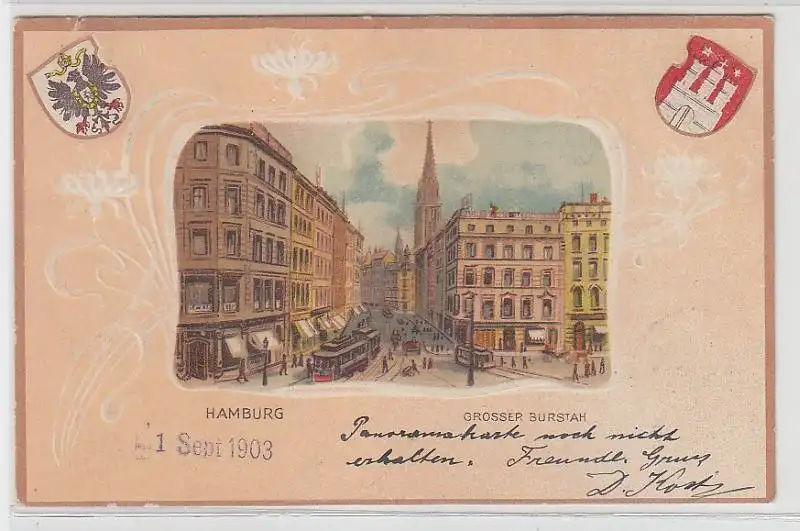 HAMBURG
GROSSER BURSTAH
1 Sept 1903
Panoramakarte noch nicht
erhalten. Freundl. Gruss
D.